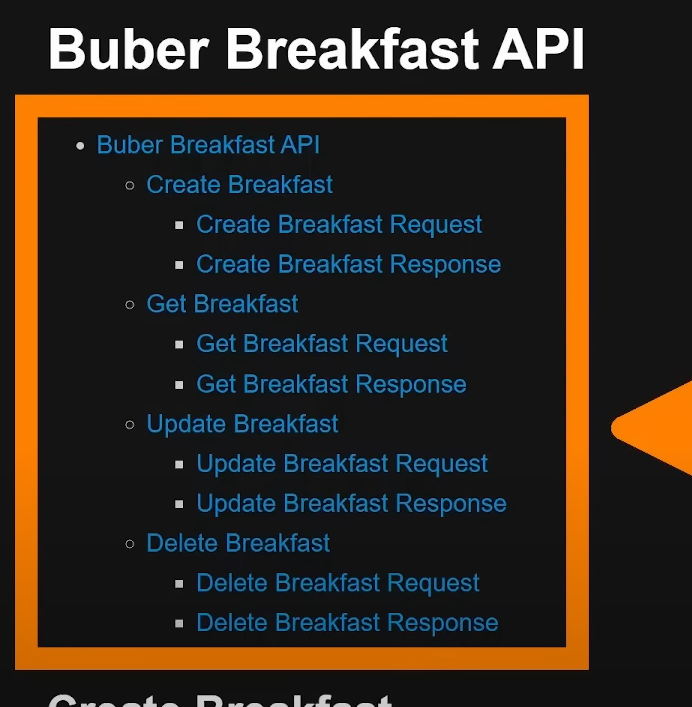 Buber Breakfast API
Buber Breakfast API
Create Breakfast
Create Breakfast Request
Create Breakfast Response
Get Breakfast
Get Breakfast Request
Get Breakfast Response
Update Breakfast
Update Breakfast Request
Update Breakfast Response
Delete Breakfast
Delete Breakfast Request
Delete Breakfast Response
Create Breakfast